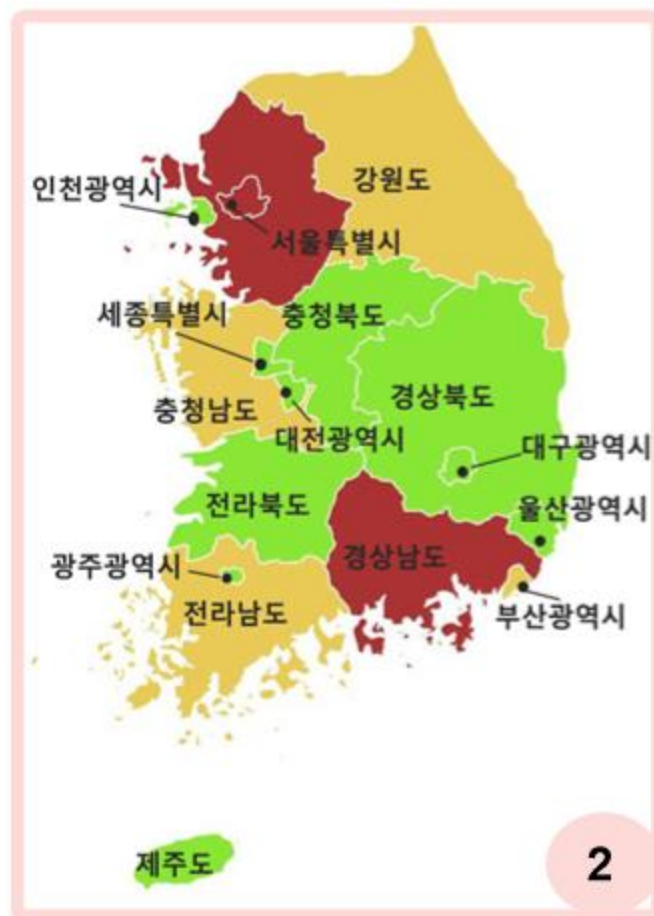 강원도
인천광역시
서울특별시
세종특별시
충청북도
경상북도
충청남도
대전광역시
대구광역시
전라북도
울산광역시
경상남도
광주광역시
전라남도
부산광역시
제주도
2